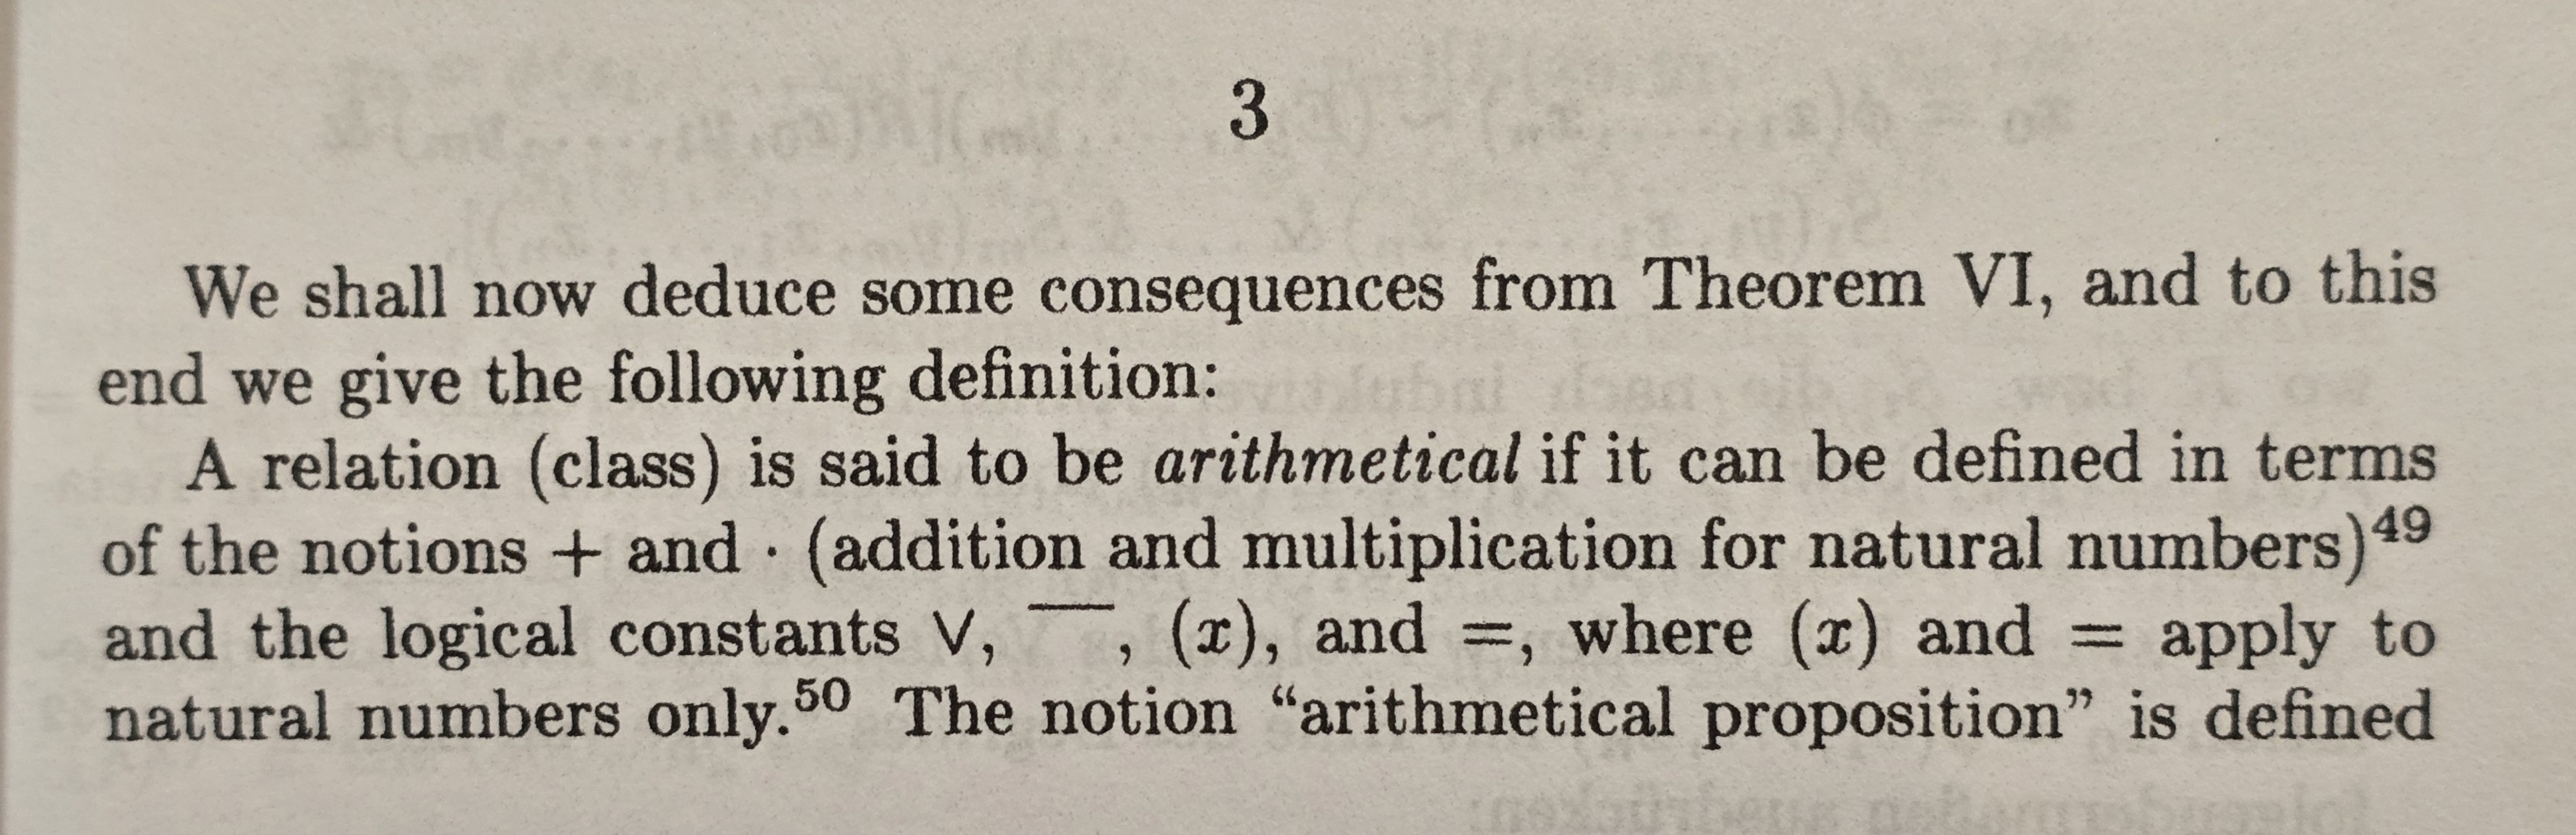 3
We shall now deduce some consequences from Theorem VI, and to this
end we give the following definition:
A relation (class) is said to be arithmetical if it can be defined in terms
of the notions + and · (addition and multiplication for natural numbers)⁴⁹
and the logical constants ∨, ‾‾, (x), and =, where (x) and = apply to
natural numbers only.⁵⁰ The notion “arithmetical proposition” is defined